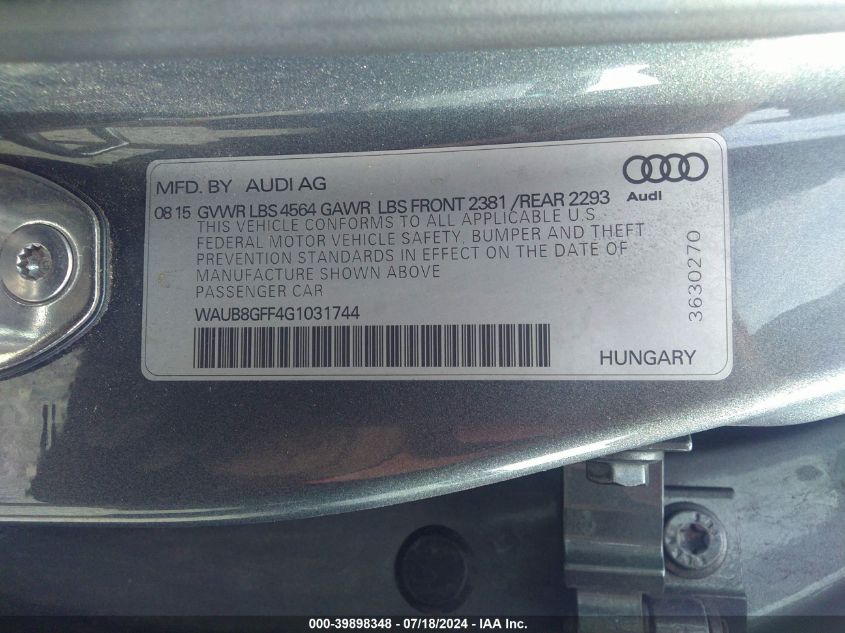 MFD. BY AUDI AG
Audi
08 15 GVWR LBS 4564 GAWR LBS FRONT 2381 /REAR 2293
THIS VEHICLE CONFORMS TO ALL APPLICABLE U.S
FEDERAL MOTOR VEHICLE SAFETY, BUMPER AND THEFT
PREVENTION STANDARDS IN EFFECT ON THE DATE OF
MANUFACTURE SHOWN ABOVE
PASSENGER CAR
3630270
WAUB8GFF4G1031744
HUNGARY
000-39898348 - 07/18/2024 - IAA Inc.